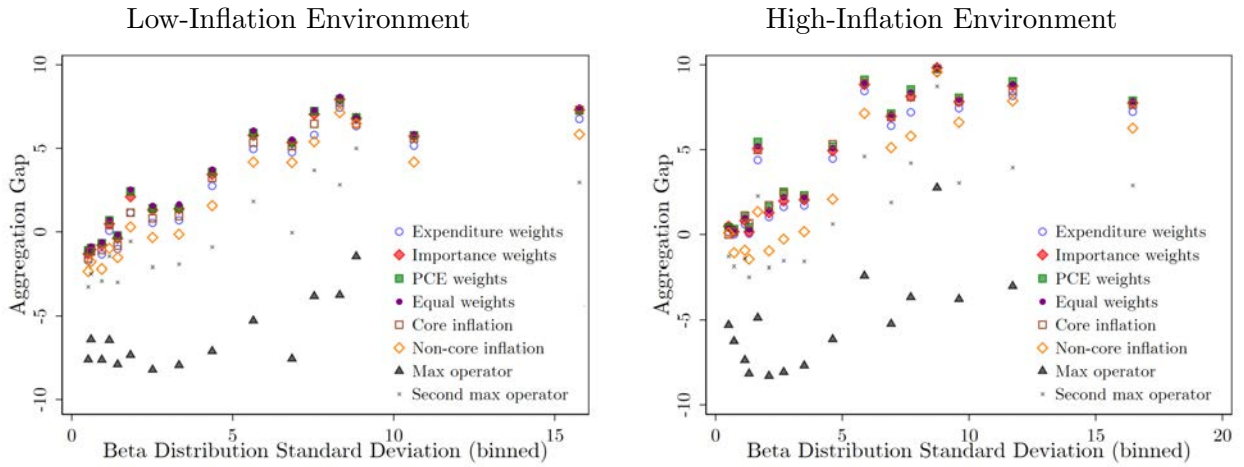 Low-Inflation Environment
High-Inflation Environment
Aggregation Gap
10
5
0
-5
-10
Expenditure weights
Importance weights
PCE weights
Equal weights
Core inflation
Non-core inflation
Max operator
Second max operator
0 5 10 15
Beta Distribution Standard Deviation (binned)
Aggregation Gap
10
5
0
-5
-10
Expenditure weights
Importance weights
PCE weights
Equal weights
Core inflation
Non-core inflation
Max operator
Second max operator
0 5 10 15 20
Beta Distribution Standard Deviation (binned)